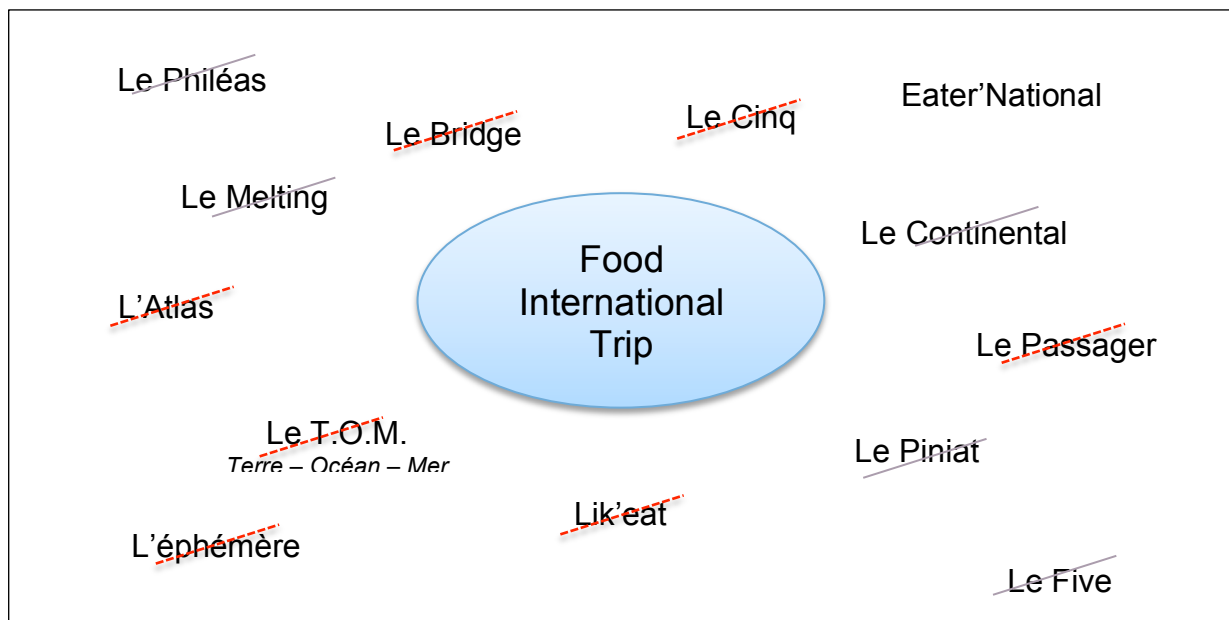 Le Philéas
Le Bridge
Le Cinq
Eater’National
Le Melting
Le Continental
Food
International
Trip
L’Atlas
Le Passager
Le T.O.M.
Terre – Océan – Mer
Le Piniat
Lik’eat
L’éphémère
Le Five